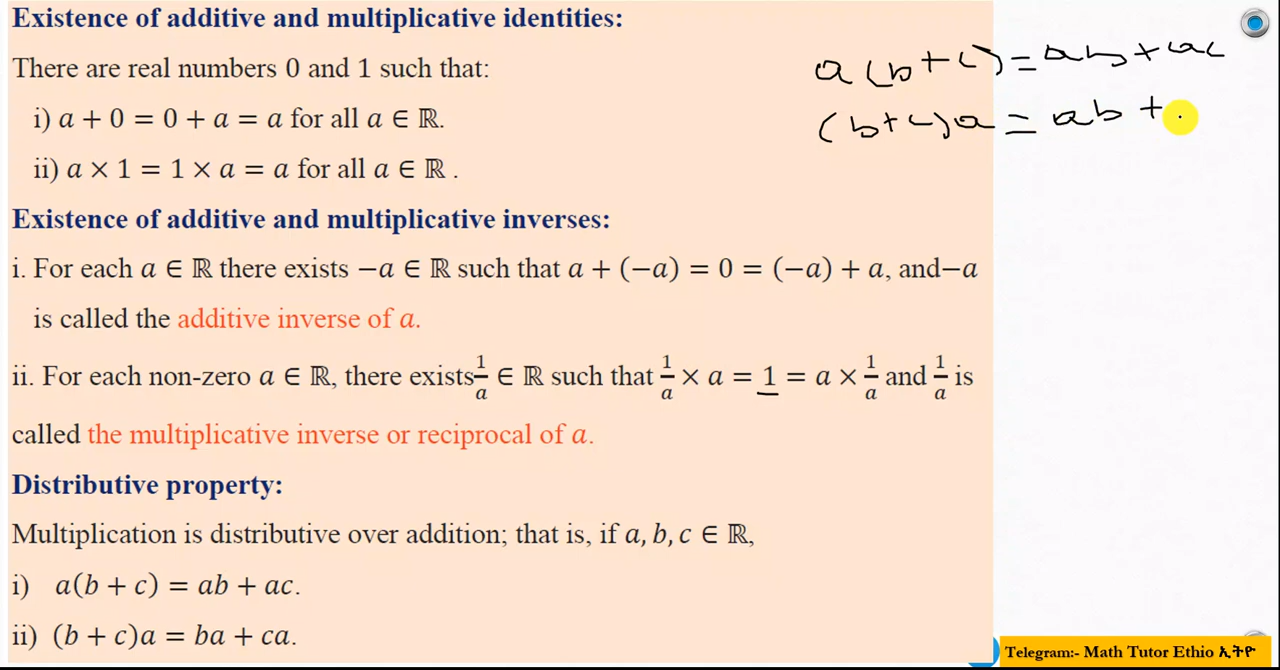 Existence of additive and multiplicative identities:
There are real numbers 0 and 1 such that:
i) a + 0 = 0 + a = a for all a ∈ ℝ.
ii) a × 1 = 1 × a = a for all a ∈ ℝ .
Existence of additive and multiplicative inverses:
i. For each a ∈ ℝ there exists −a ∈ ℝ such that a + (−a) = 0 = (−a) + a, and−a
is called the additive inverse of a.
ii. For each non-zero a ∈ ℝ, there exists 1/a ∈ ℝ such that 1/a × a = 1 = a × 1/a and 1/a is
called the multiplicative inverse or reciprocal of a.
Distributive property:
Multiplication is distributive over addition; that is, if a, b, c ∈ ℝ,
i) a(b + c) = ab + ac.
ii) (b + c)a = ba + ca.
a(b+c)=ab+ac
(b+c)a=ab+
Telegram:- Math Tutor Ethio ኢትዮ